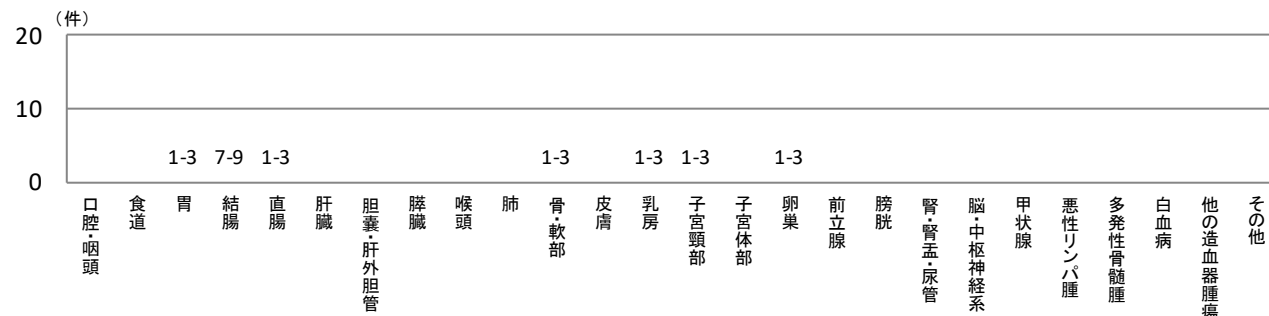 （件）
20
10
0
1-3
7-9
1-3
1-3
1-3
1-3
1-3
口腔・咽頭
食道
胃
結腸
直腸
肝臓
胆嚢・肝外胆管
膵臓
喉頭
肺
骨・軟部
皮膚
乳房
子宮頸部
子宮体部
卵巣
前立腺
膀胱
腎・腎盂・尿管
脳・中枢神経系
甲状腺
悪性リンパ腫
多発性骨髄腫
白血病
他の造血器腫瘍
その他